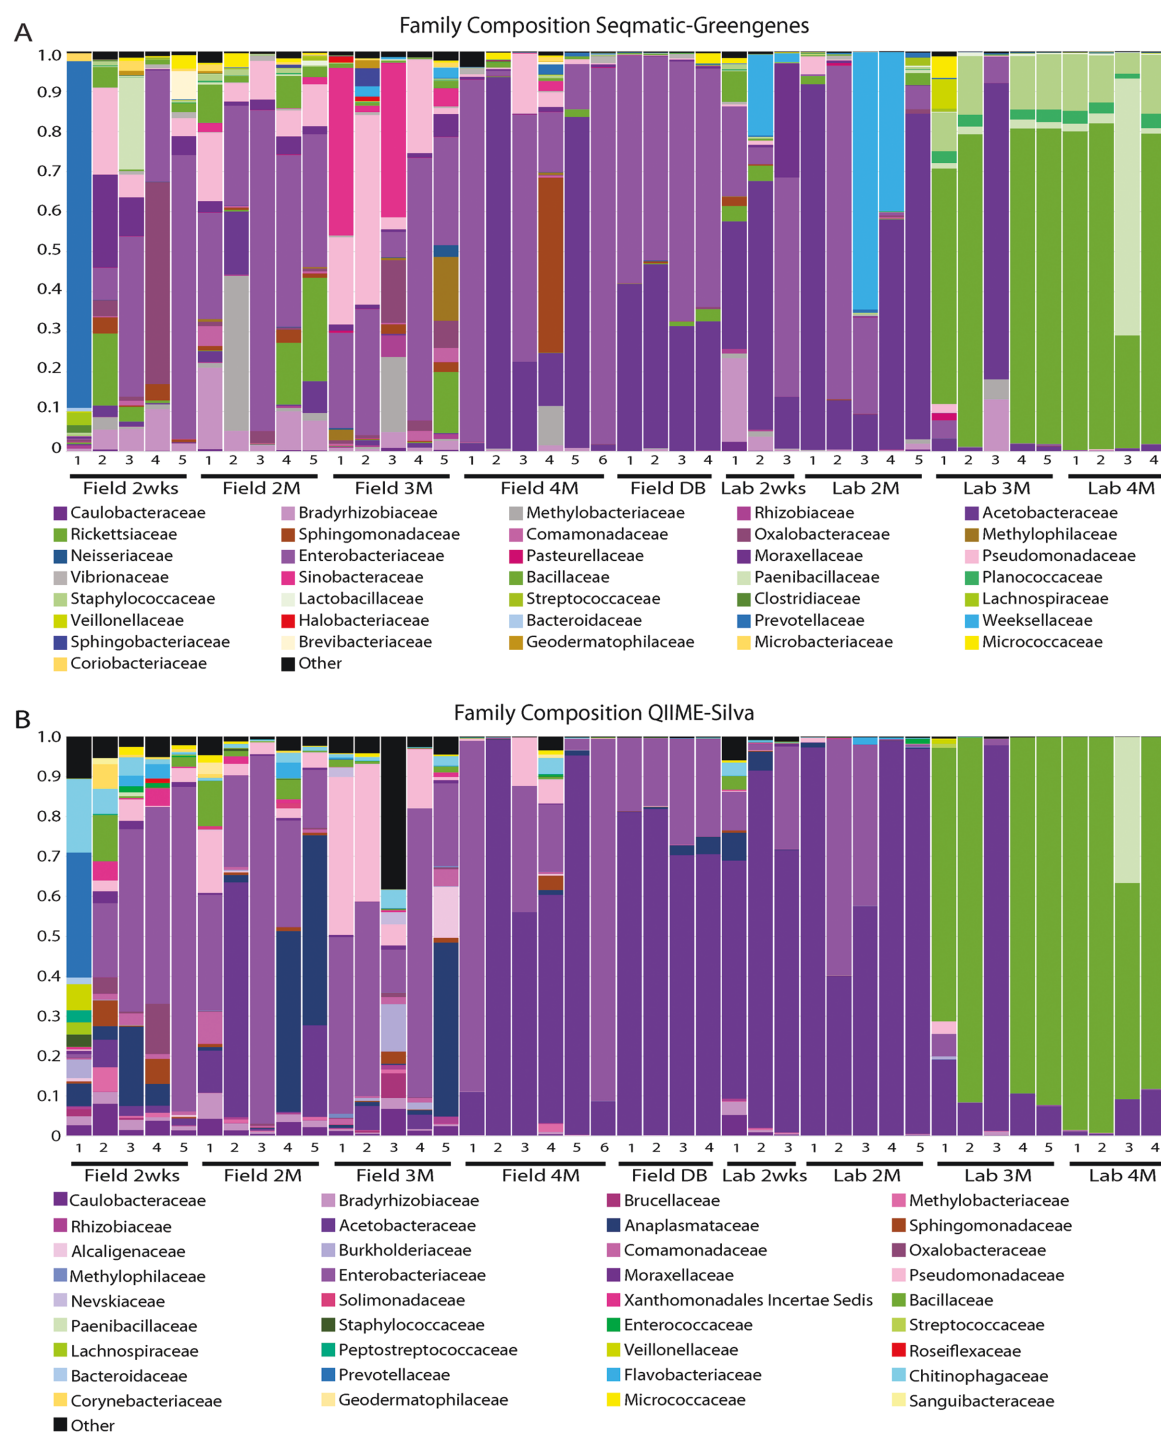 A
Family Composition Seqmatic-Greengenes
1.0
0.9
0.8
0.7
0.6
0.5
0.4
0.3
0.2
0.1
0
1 2 3 4 5 1 2 3 4 5 1 2 3 4 5 1 2 3 4 5 6 1 2 3 4 1 2 3 1 2 3 4 5 1 2 3 4 5 1 2 3 4
Field 2wks Field 2M Field 3M Field 4M Field DB Lab 2wks Lab 2M Lab 3M Lab 4M
Caulobacteraceae Bradyrhizobiaceae Methylobacteriaceae Rhizobiaceae Acetobacteraceae
Rickettsiaceae Sphingomonadaceae Comamonadaceae Oxalobacteraceae Methylophilaceae
Neisseriaceae Enterobacteriaceae Pasteurellaceae Moraxellaceae Pseudomonadaceae
Vibrionaceae Sinobacteraceae Bacillaceae Paenibacillaceae Planococcaceae
Staphylococcaceae Lactobacillaceae Streptococcaceae Clostridiaceae Lachnospiraceae
Veillonellaceae Halobacteriaceae Bacteroidaceae Prevotellaceae Weeksellaceae
Sphingobacteriaceae Brevibacteriaceae Geodermatophilaceae Microbacteriaceae Micrococcaceae
Coriobacteriaceae Other
B
Family Composition QIIME-Silva
1.0
0.9
0.8
0.7
0.6
0.5
0.4
0.3
0.2
0.1
0
1 2 3 4 5 1 2 3 4 5 1 2 3 4 5 1 2 3 4 5 6 1 2 3 4 1 2 3 1 2 3 4 5 1 2 3 4 5 1 2 3 4
Field 2wks Field 2M Field 3M Field 4M Field DB Lab 2wks Lab 2M Lab 3M Lab 4M
Caulobacteraceae Bradyrhizobiaceae Brucellaceae Methylobacteriaceae
Rhizobiaceae Acetobacteraceae Anaplasmataceae Sphingomonadaceae
Alcaligenaceae Burkholderiaceae Comamonadaceae Oxalobacteraceae
Methylophilaceae Enterobacteriaceae Moraxellaceae Pseudomonadaceae
Nevskiaceae Solimonadaceae Xanthomonadales Incertae Sedis Bacillaceae
Paenibacillaceae Staphylococcaceae Enterococcaceae Streptococcaceae
Lachnospiraceae Peptostreptococcaceae Veillonellaceae Roseiflexaceae
Bacteroidaceae Prevotellaceae Flavobacteriaceae Chitinophagaceae
Corynebacteriaceae Geodermatophilaceae Micrococcaceae Sanguibacteraceae
Other